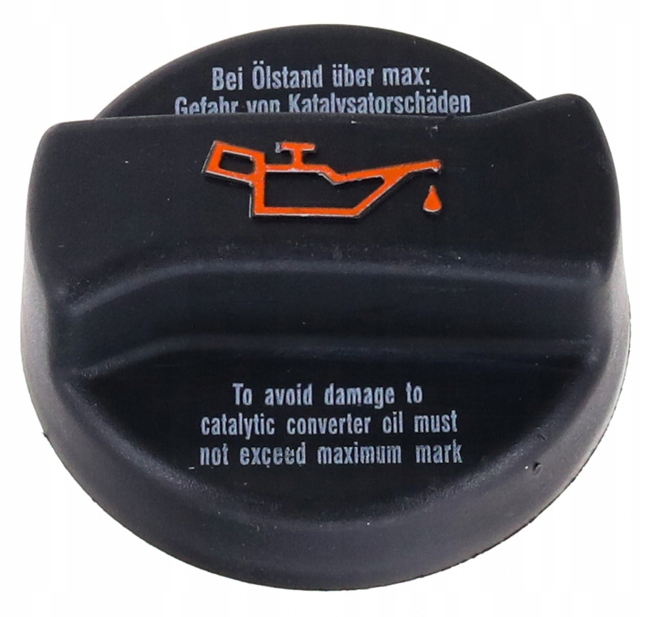 Bei Ölstand über max:
Gefahr von Katalysatorschäden
To avoid damage to
catalytic converter oil must
not exceed maximum mark